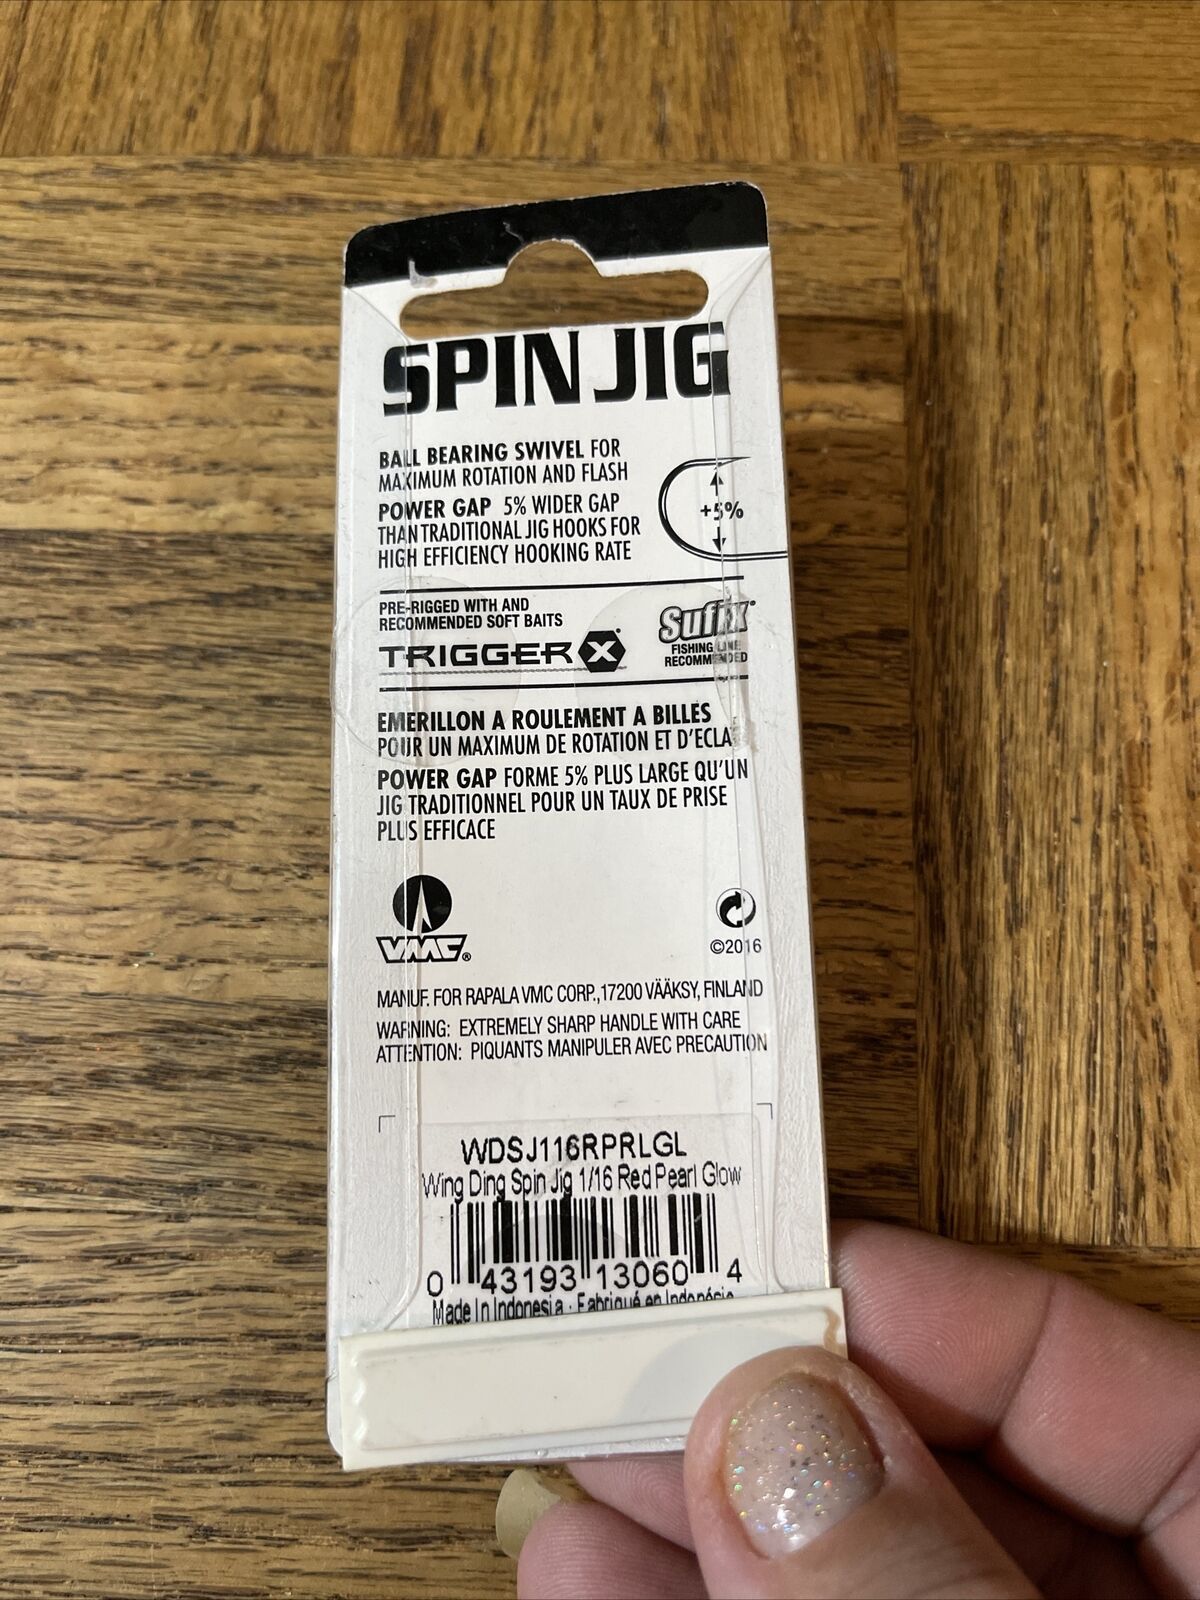 SPIN JIG
BALL BEARING SWIVEL FOR
MAXIMUM ROTATION AND FLASH
POWER GAP 5% WIDER GAP
THAN TRADITIONAL JIG HOOKS FOR
HIGH EFFICIENCY HOOKING RATE
+5%
PRE-RIGGED WITH AND
RECOMMENDED SOFT BAITS
TRIGGER X
Sufix®
FISHING LINE
RECOMMENDED
EMERILLON A ROULEMENT A BILLES
POUR UN MAXIMUM DE ROTATION ET D'ECLAT
POWER GAP FORME 5% PLUS LARGE QU'UN
JIG TRADITIONNEL POUR UN TAUX DE PRISE
PLUS EFFICACE
VMC®
©2016
MANUF. FOR RAPALA VMC CORP., 17200 VÄÄKSY, FINLAND
WARNING: EXTREMELY SHARP HANDLE WITH CARE
ATTENTION: PIQUANTS MANIPULER AVEC PRECAUTION
WDSJ116RPRLGL
Wing Ding Spin Jig 1/16 Red Pearl Glow
0 43193 13060 4
Made In Indonesia · Fabriqué en Indonésie